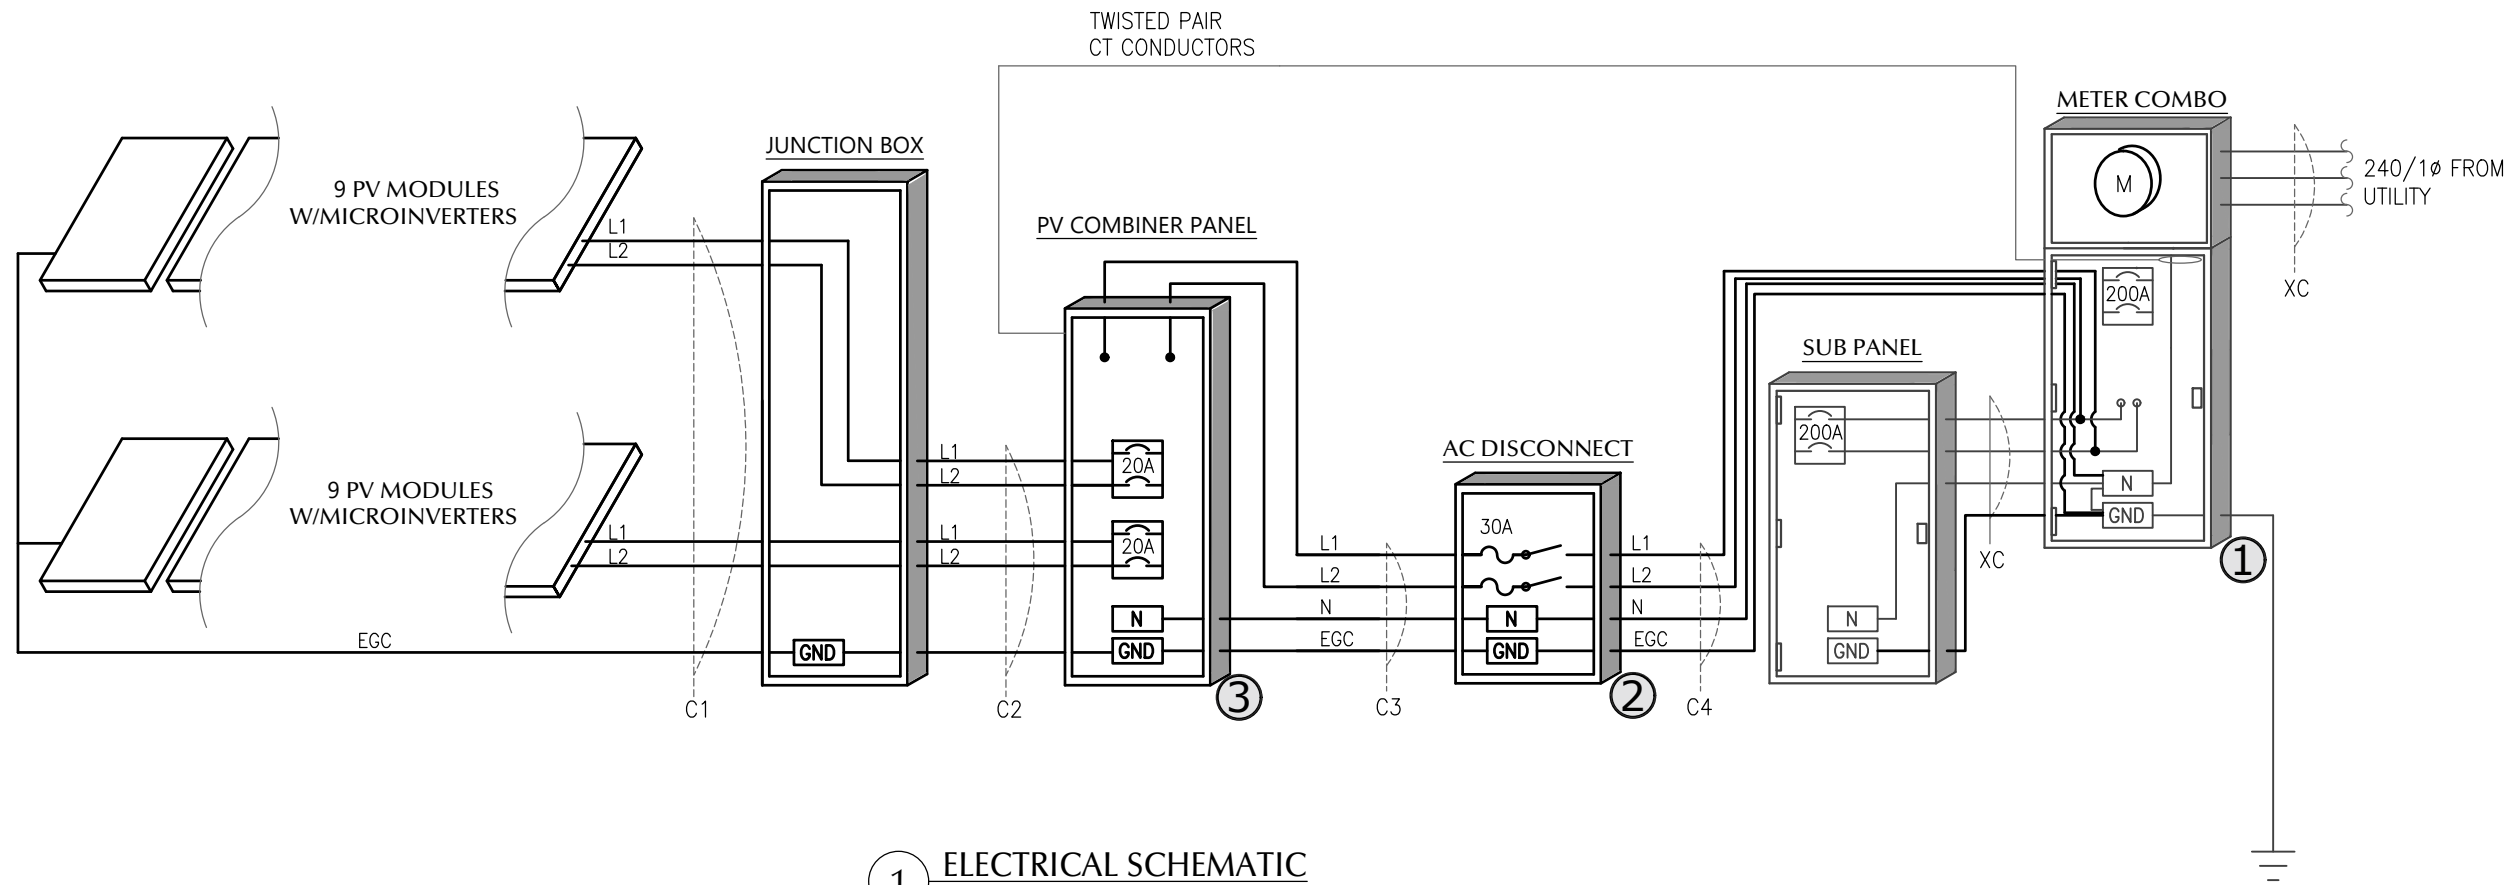 TWISTED PAIR
CT CONDUCTORS
METER COMBO
M
240/1ø FROM
UTILITY
XC
200A
N
GND
1
JUNCTION BOX
9 PV MODULES
W/MICROINVERTERS
L1
L2
PV COMBINER PANEL
SUB PANEL
200A
N
GND
XC
9 PV MODULES
W/MICROINVERTERS
L1
L2
EGC
GND
C1
L1
L2
L1
L2
C2
20A
20A
N
GND
3
L1
L2
N
EGC
C3
AC DISCONNECT
30A
N
GND
2
L1
L2
N
EGC
C4
1 ELECTRICAL SCHEMATIC